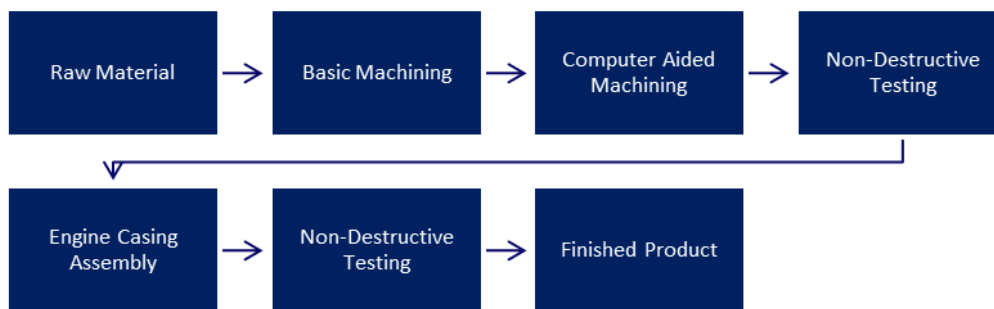 Raw Material
Basic Machining
Computer Aided
Machining
Non-Destructive
Testing
Engine Casing
Assembly
Non-Destructive
Testing
Finished Product